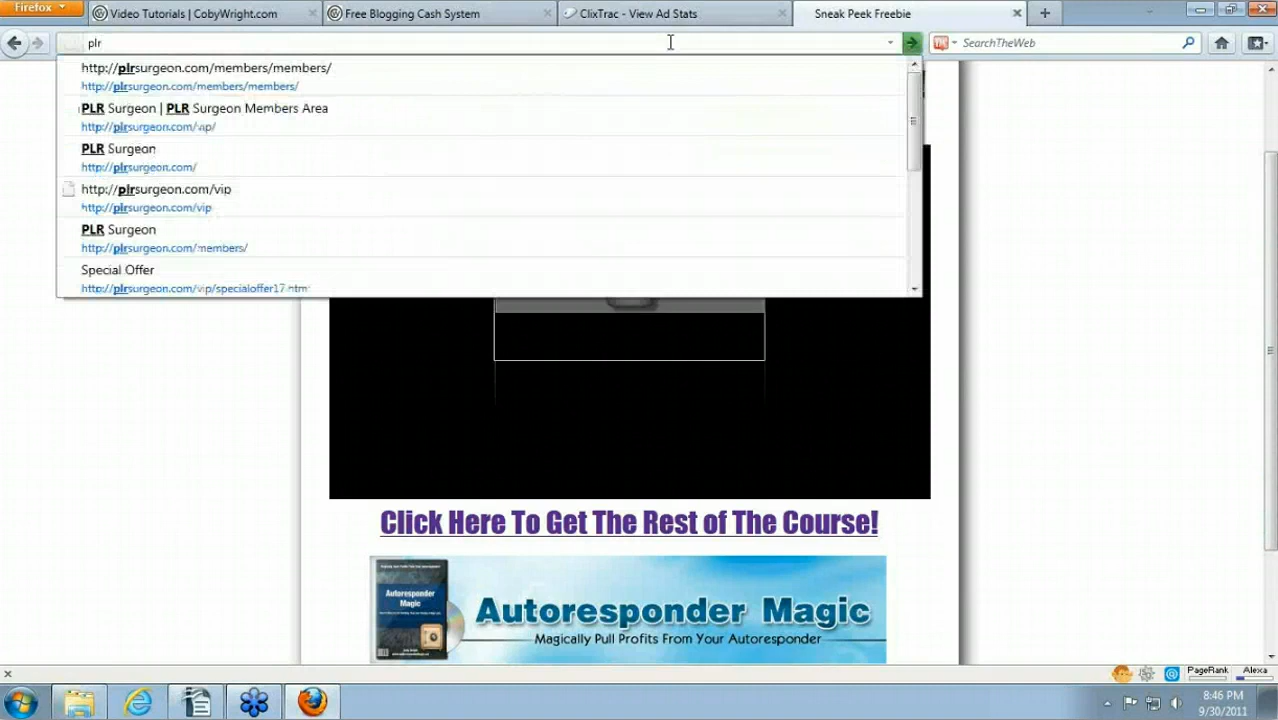 Firefox
Video Tutorials | CobyWright.com
Free Blogging Cash System
ClixTrac - View Ad Stats
Sneak Peek Freebie
plr
SearchTheWeb
http://plrsurgeon.com/members/members/
http://plrsurgeon.com/members/members/
PLR Surgeon | PLR Surgeon Members Area
http://plrsurgeon.com/vip/
PLR Surgeon
http://plrsurgeon.com/
http://plrsurgeon.com/vip
http://plrsurgeon.com/vip
PLR Surgeon
http://plrsurgeon.com/members/
Special Offer
http://plrsurgeon.com/vip/specialoffer17.htm
Click Here To Get The Rest of The Course!
Autoresponder
Magic
Autoresponder Magic
Magically Pull Profits From Your Autoresponder
PageRank
Alexa
8:46 PM
9/30/2011